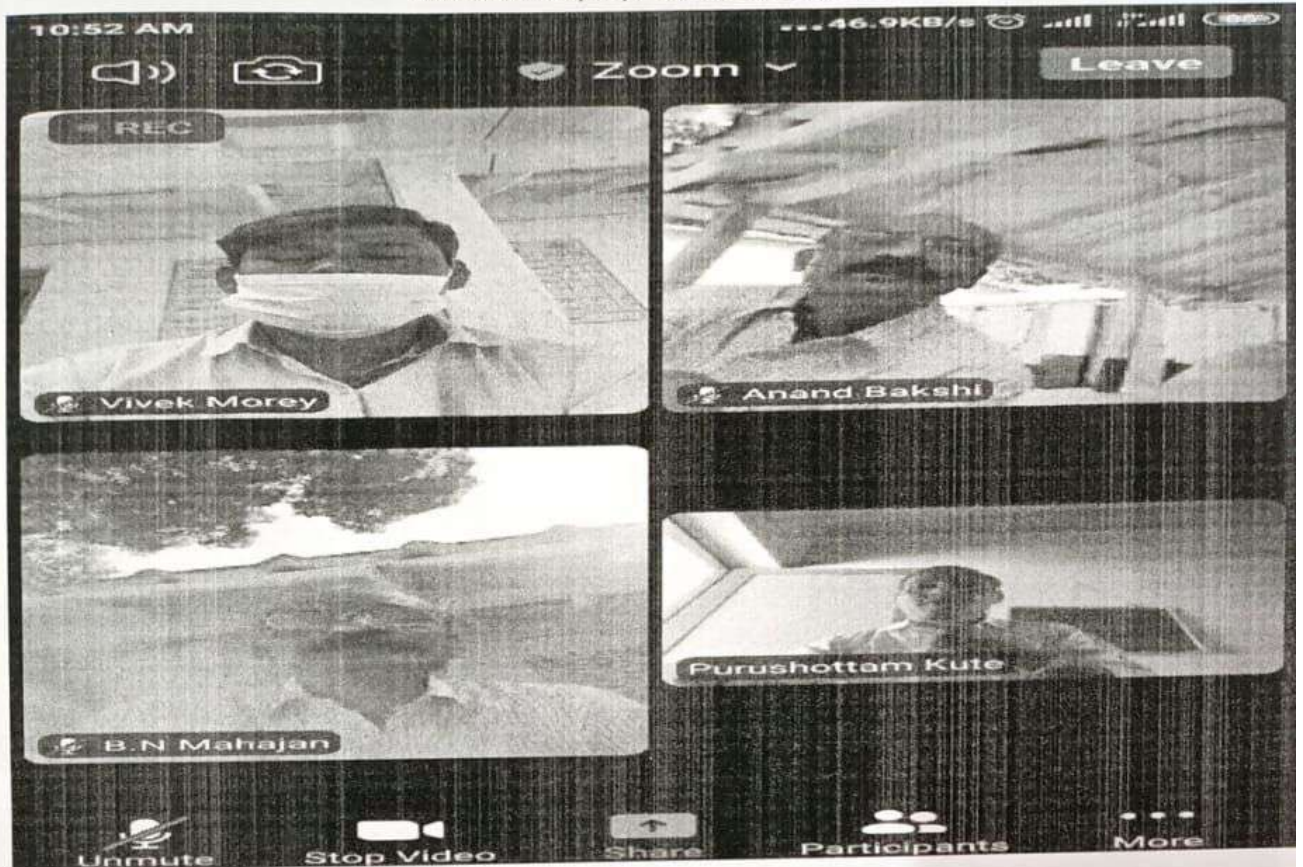 10:52 AM ...46.9KB/s
Zoom Leave
REC
Vivek Morey
Anand Bakshi
B.N Mahajan
Purushottam Kute
Unmute Stop Video Share Participants More